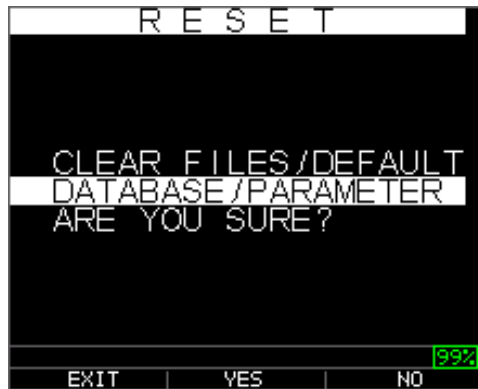 R E S E T
CLEAR FILES/DEFAULT
DATABASE/PARAMETER
ARE YOU SURE?
99%
EXIT | YES | NO